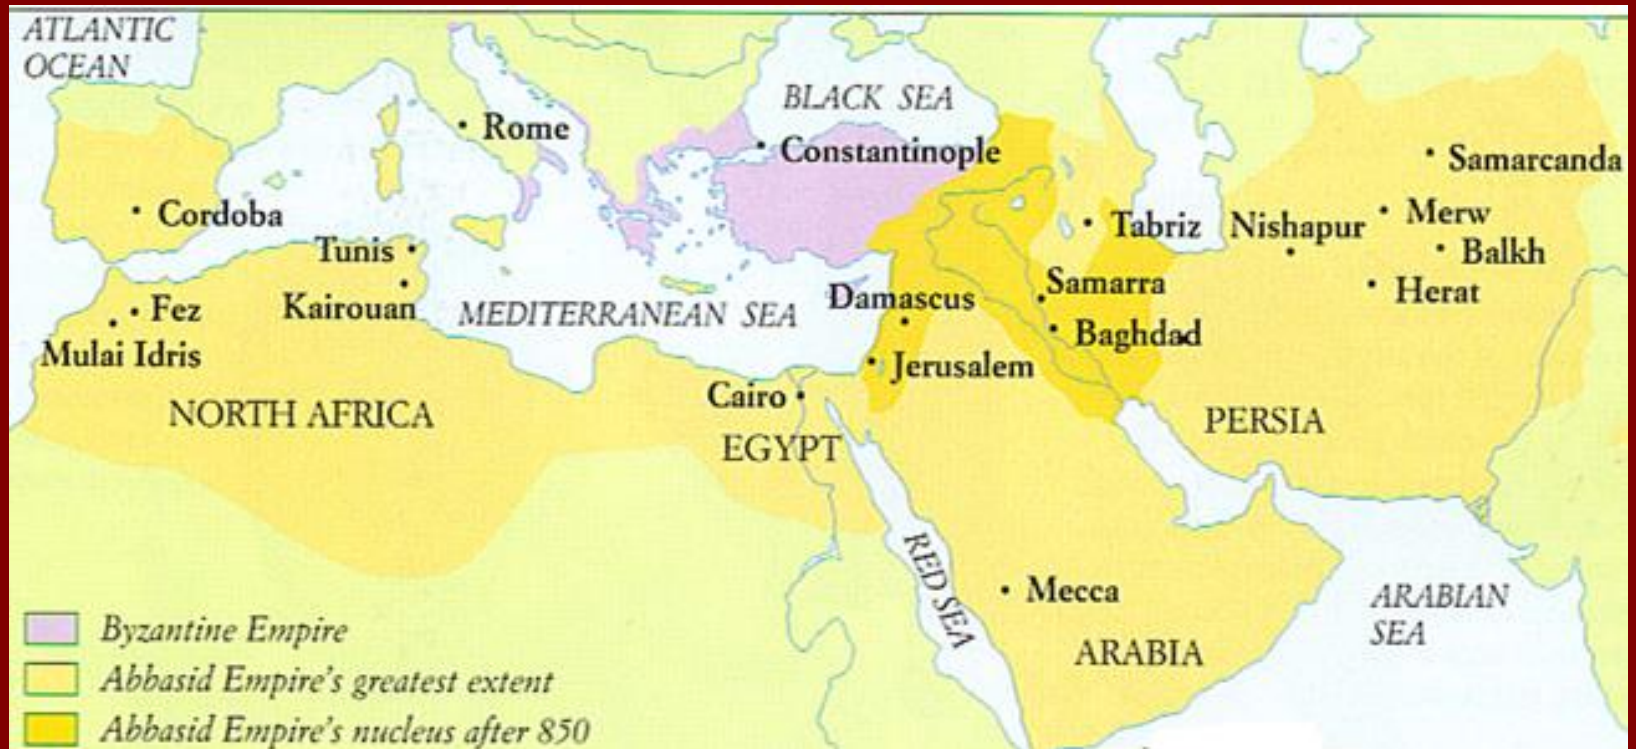 ATLANTIC
OCEAN
BLACK SEA
Rome
Constantinople
Samarcanda
Cordoba
Tunis
Tabriz
Nishapur
Merw
Balkh
Kairouan
Fez
Mulai Idris
MEDITERRANEAN SEA
Damascus
Samarra
Herat
Baghdad
Jerusalem
Cairo
NORTH AFRICA
EGYPT
PERSIA
RED SEA
Mecca
ARABIA
ARABIAN
SEA
Byzantine Empire
Abbasid Empire's greatest extent
Abbasid Empire's nucleus after 850